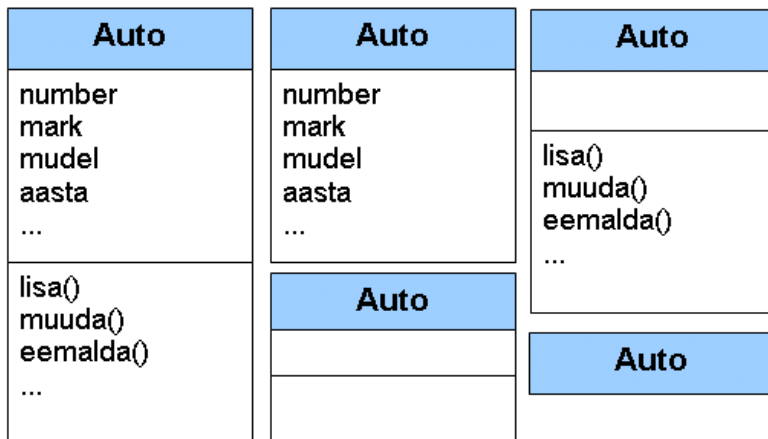 Auto
number
mark
mudel
aasta
...
lisa()
muuda()
eemalda()
...
Auto
number
mark
mudel
aasta
...
Auto
Auto
lisa()
muuda()
eemalda()
...
Auto